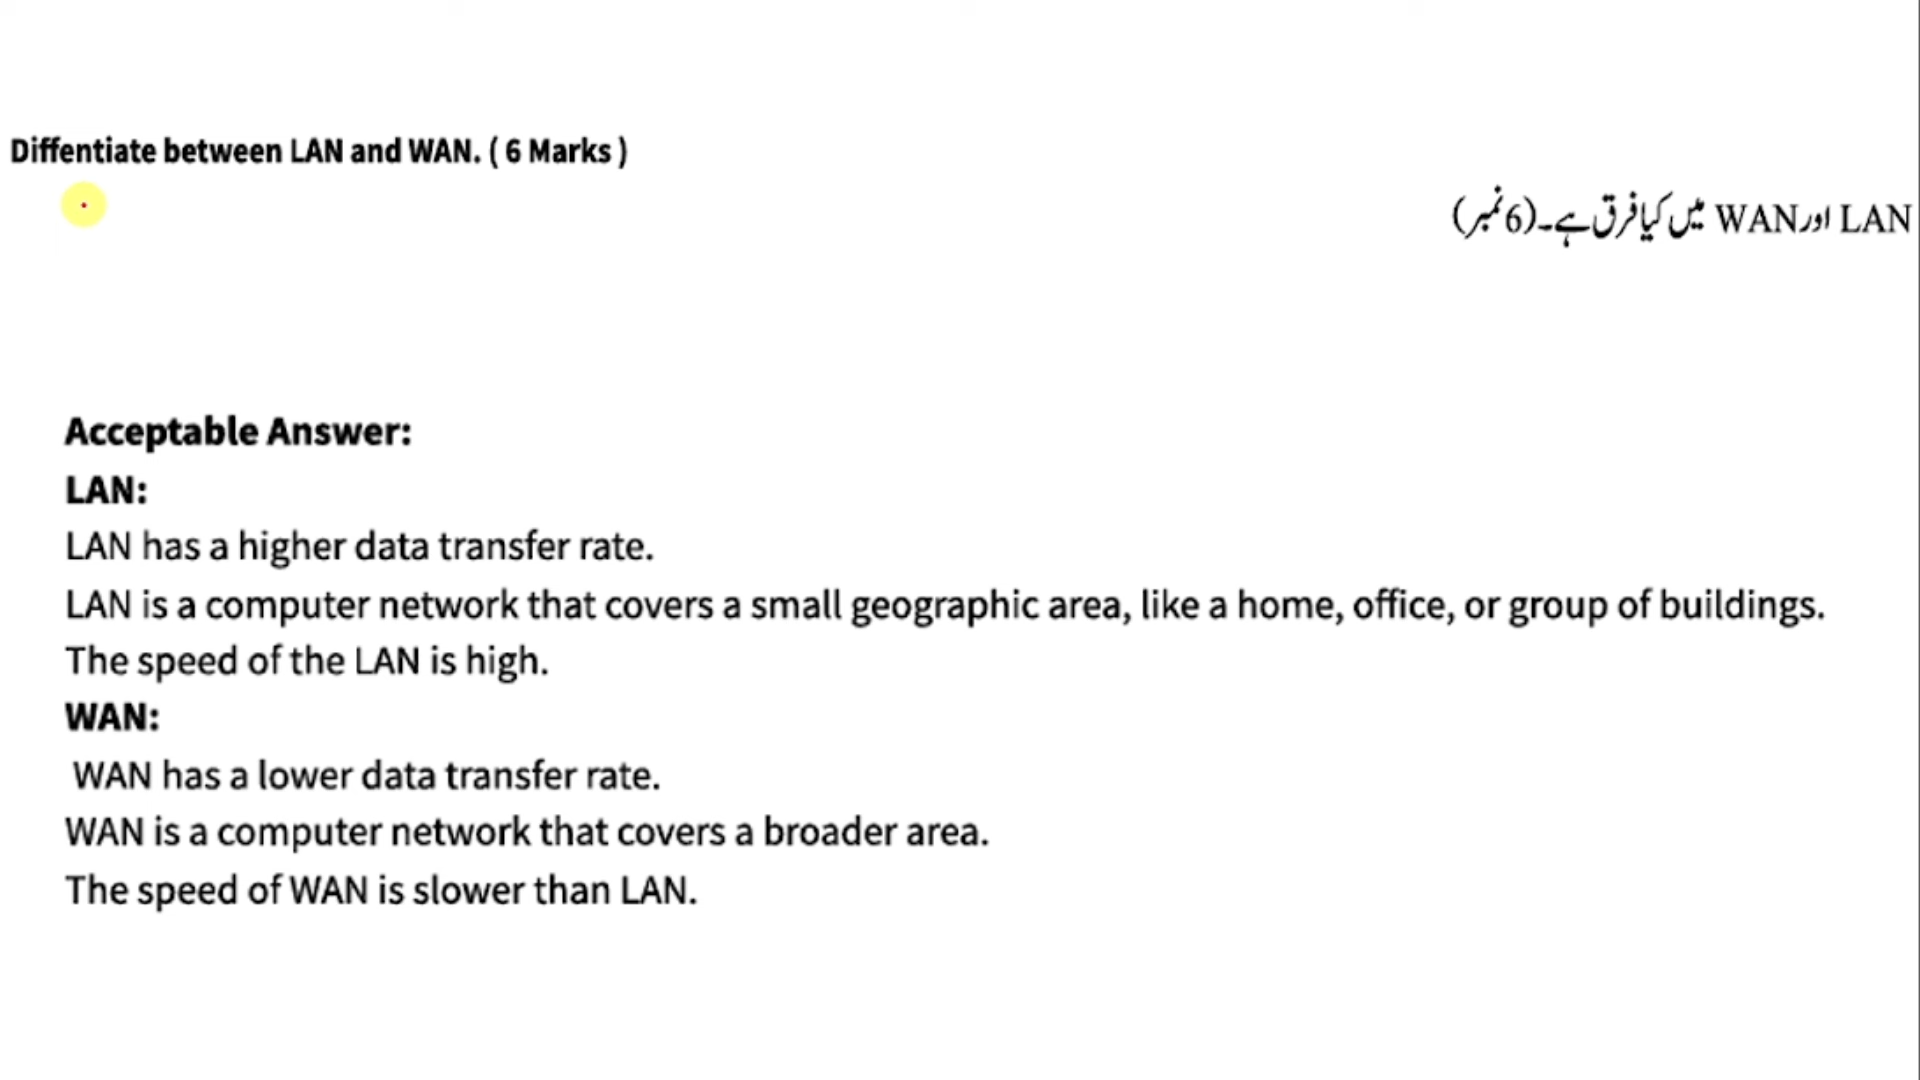 Diffentiate between LAN and WAN. ( 6 Marks )
LAN اور WAN میں کیا فرق ہے۔(6 نمبر)
Acceptable Answer:
LAN:
LAN has a higher data transfer rate.
LAN is a computer network that covers a small geographic area, like a home, office, or group of buildings.
The speed of the LAN is high.
WAN:
WAN has a lower data transfer rate.
WAN is a computer network that covers a broader area.
The speed of WAN is slower than LAN.